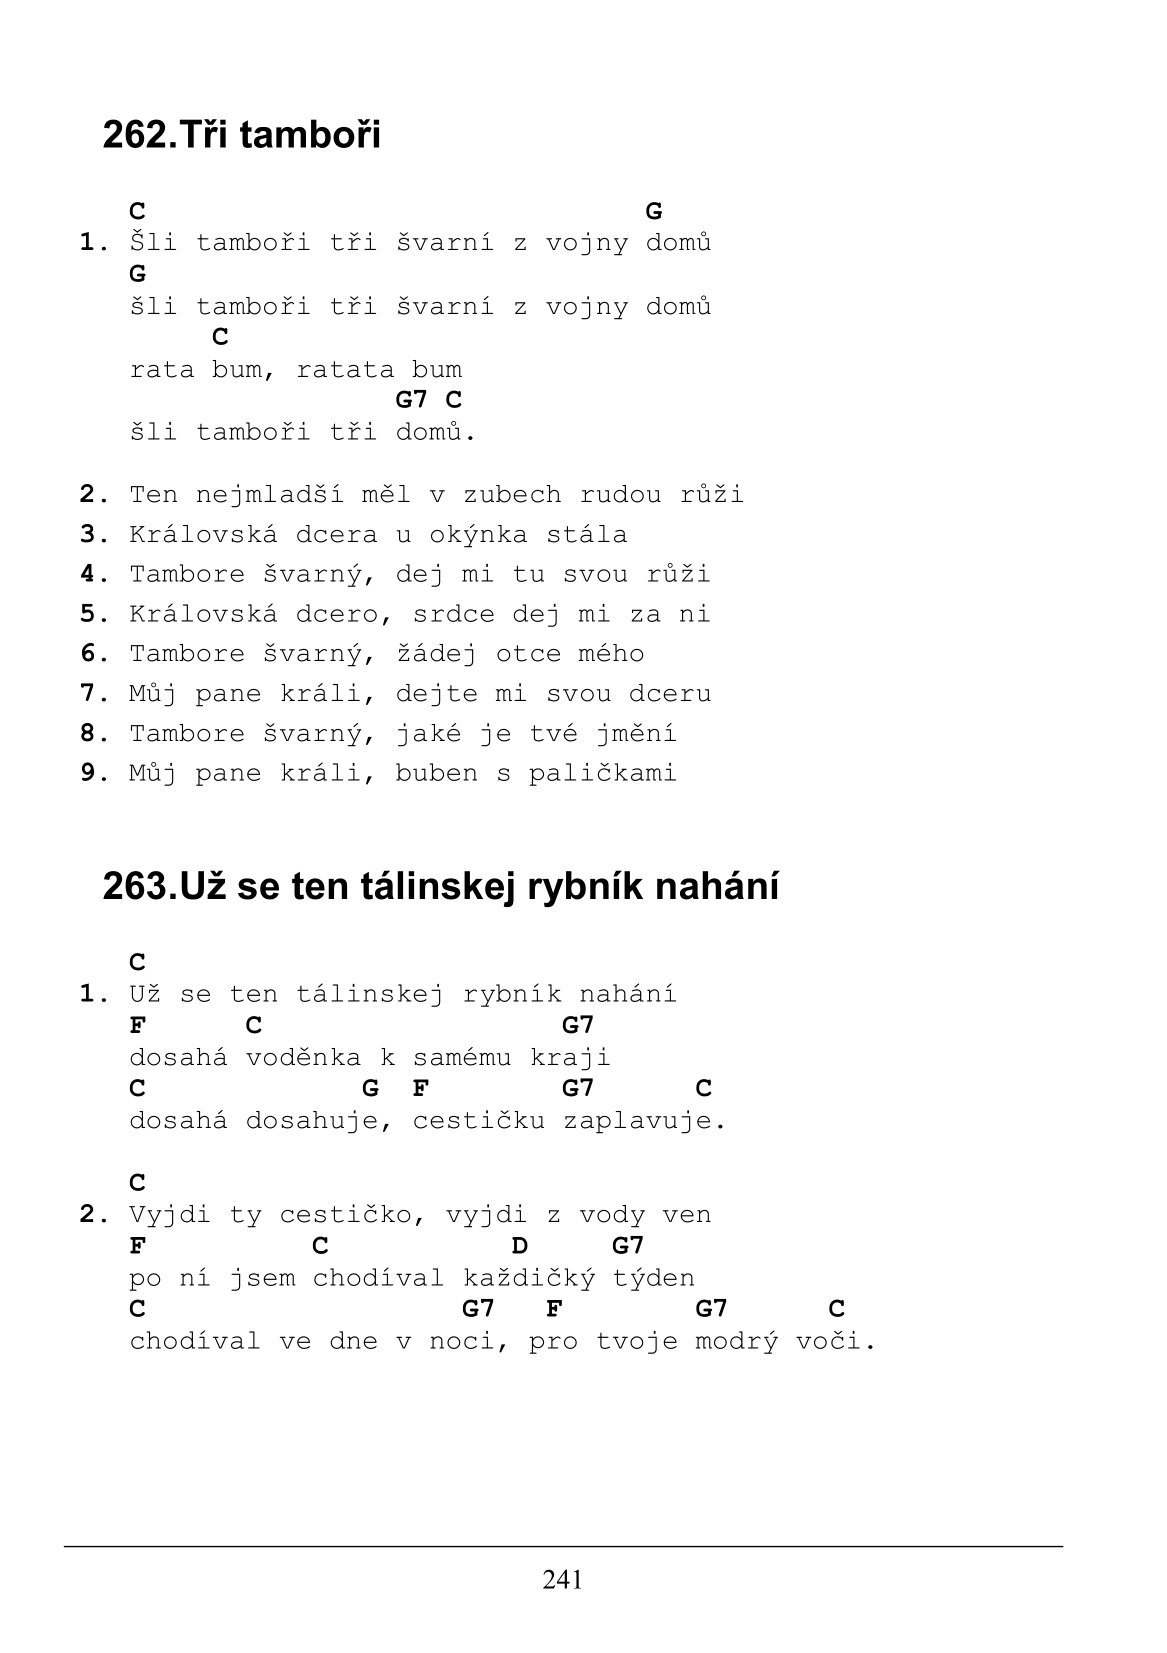 262.Tři tamboři
C                              G
1. Šli tamboři tři švarní z vojny domů
G
šli tamboři tři švarní z vojny domů
C
rata bum, ratata bum
G7 C
šli tamboři tři domů.
2. Ten nejmladší měl v zubech rudou růži
3. Královská dcera u okýnka stála
4. Tambore švarný, dej mi tu svou růži
5. Královská dcero, srdce dej mi za ni
6. Tambore švarný, žádej otce mého
7. Můj pane králi, dejte mi svou dceru
8. Tambore švarný, jaké je tvé jmění
9. Můj pane králi, buben s paličkami
263.Už se ten tálinskej rybník nahání
C
1. Už se ten tálinskej rybník nahání
F      C                  G7
dosahá voděnka k samému kraji
C             G  F        G7      C
dosahá dosahuje, cestičku zaplavuje.
C
2. Vyjdi ty cestičko, vyjdi z vody ven
F          C           D     G7
po ní jsem chodíval každičký týden
C                   G7   F        G7      C
chodíval ve dne v noci, pro tvoje modrý voči.
241